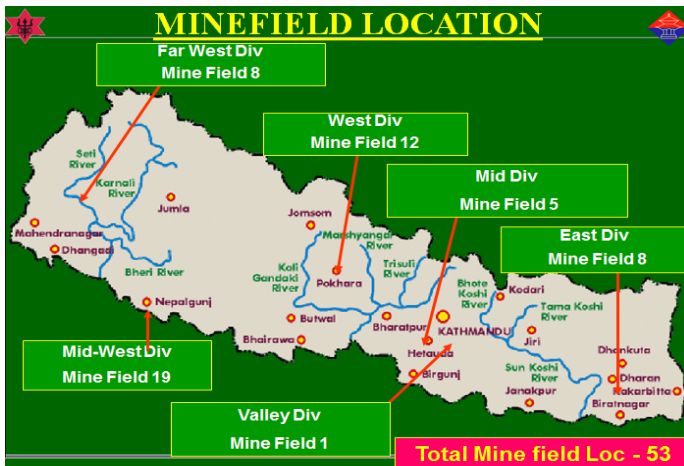 MINEFIELD LOCATION
Far West Div
Mine Field 8
West Div
Mine Field 12
Mid Div
Mine Field 5
East Div
Mine Field 8
Seti
River
Karnali
River
Jumla
Mahendranagar
Dhangadi
Bheri River
Nepalgunj
Jomsom
Marshyangdi
River
Kali
Gandaki
River
Pokhara
Trisuli
River
Butwal
Bhairawa
Bharatpur
KATHMANDU
Hetauda
Birgunj
Bhote
Koshi
River
Kodari
Tama Koshi
River
Jiri
Sun Koshi
River
Janakpur
Dhankuta
Dharan
Kakarbitta
Biratnagar
Mid-West Div
Mine Field 19
Valley Div
Mine Field 1
Total Mine field Loc - 53